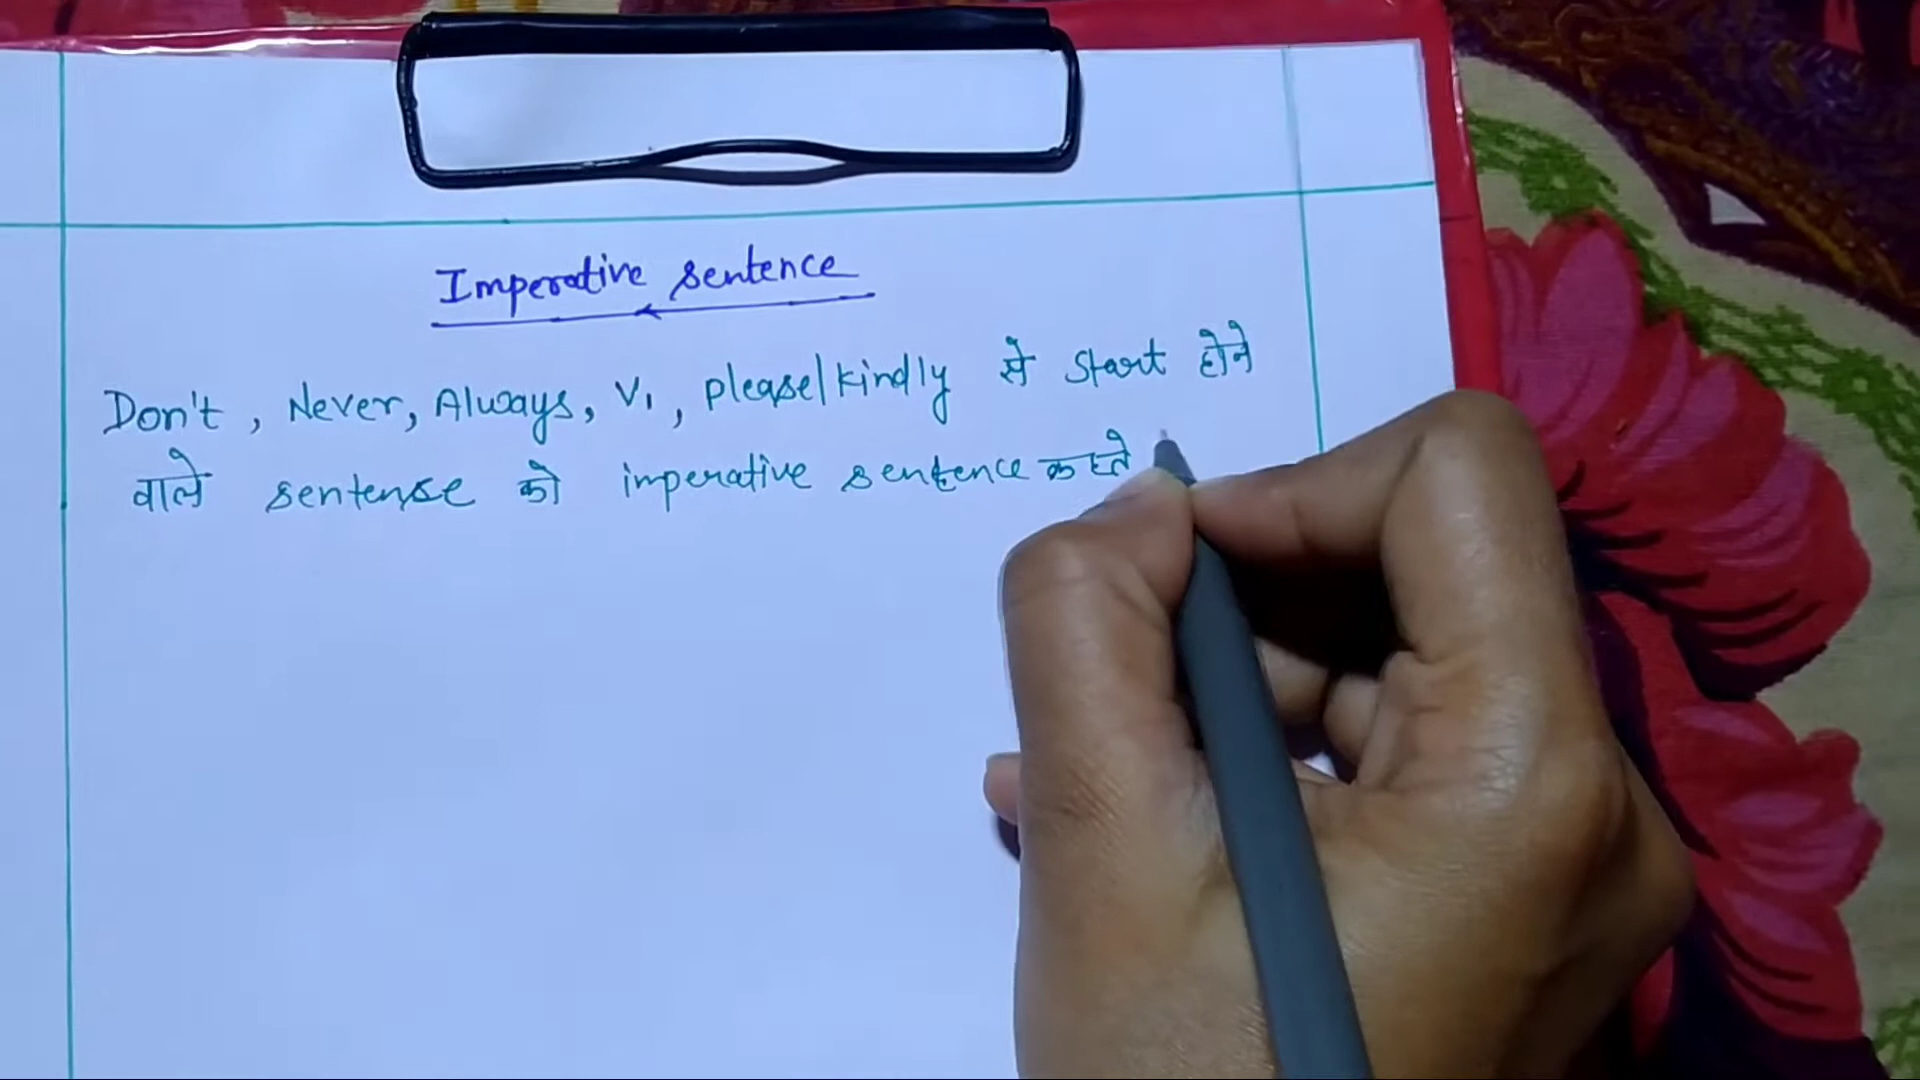 Imperative sentence
Don't, Never, Always, V1, please/kindly से start होने
वाले sentense को imperative sentence कहते